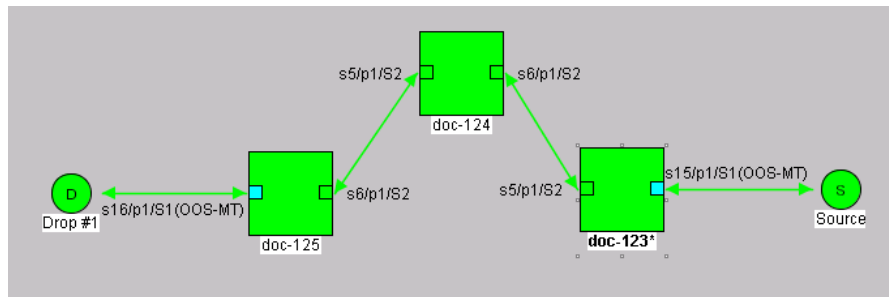 s5/p1/S2
s6/p1/S2
doc-124
D
Drop #1
s16/p1/S1(OOS-MT)
s6/p1/S2
doc-125
s5/p1/S2
s15/p1/S1(OOS-MT)
doc-123*
S
Source